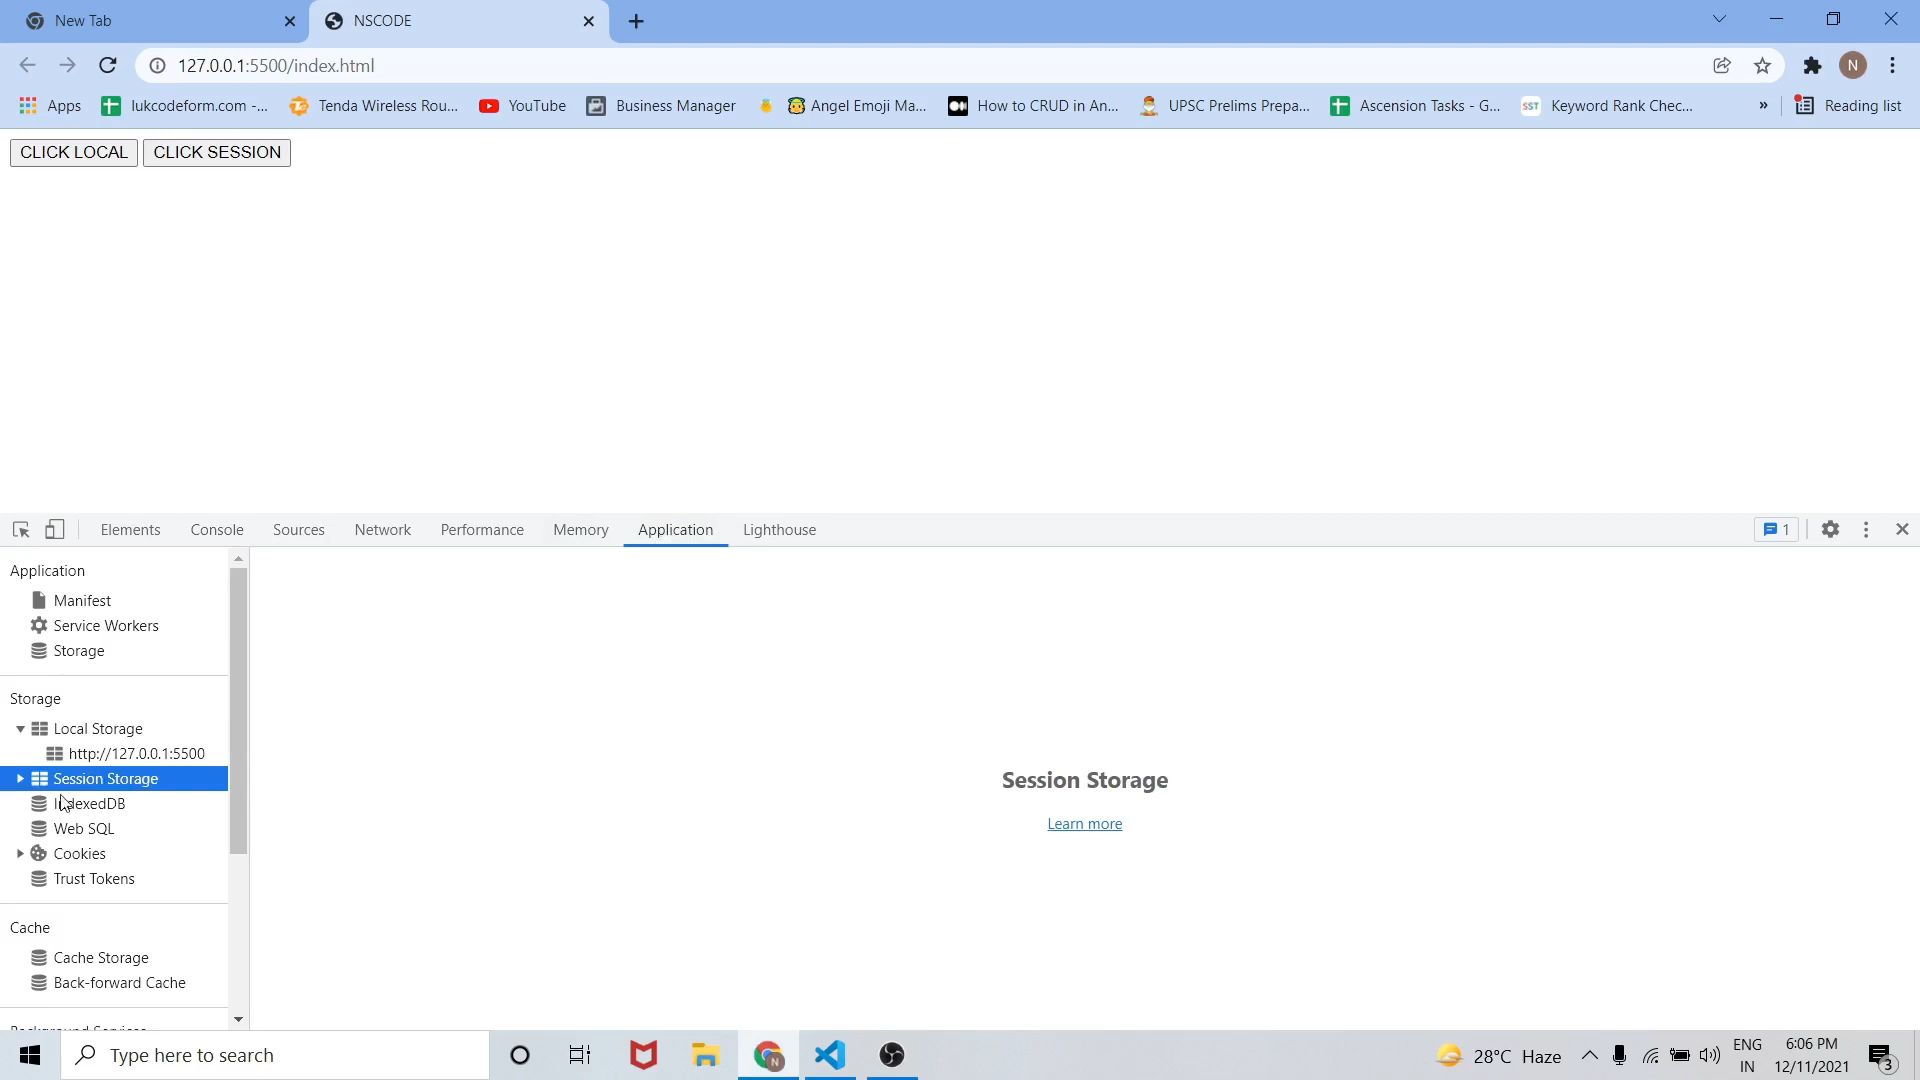 New Tab
NSCODE
127.0.0.1:5500/index.html
N
Apps
lukcodeform.com -...
Tenda Wireless Rou...
YouTube
Business Manager
Angel Emoji Ma...
How to CRUD in An...
UPSC Prelims Prepa...
Ascension Tasks - G...
SST
Keyword Rank Chec...
»
Reading list
CLICK LOCAL
CLICK SESSION
Elements
Console
Sources
Network
Performance
Memory
Application
Lighthouse
1
Application
Manifest
Service Workers
Storage
Storage
Local Storage
http://127.0.0.1:5500
Session Storage
IndexedDB
Web SQL
Cookies
Trust Tokens
Cache
Cache Storage
Back-forward Cache
Background Services
Session Storage
Learn more
Type here to search
N
28°C Haze
ENG
IN
6:06 PM
12/11/2021
3